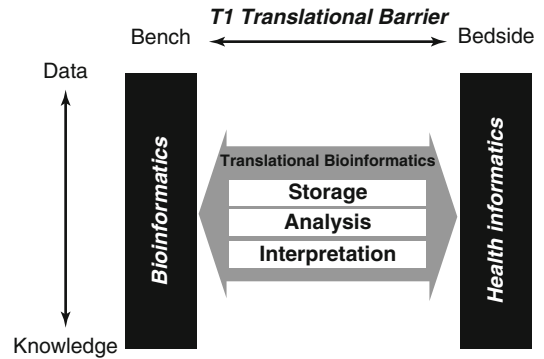 T1 Translational Barrier
Bench
Bedside
Data
Bioinformatics
Translational Bioinformatics
Storage
Analysis
Interpretation
Health informatics
Knowledge